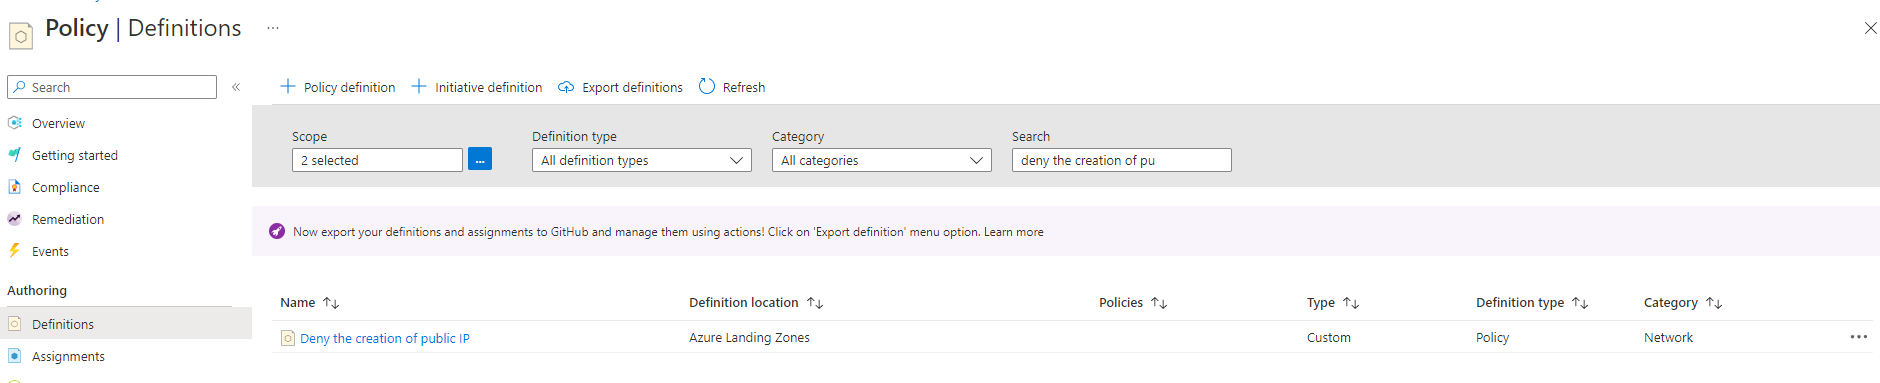 Policy | Definitions ...
Search «
+ Policy definition + Initiative definition Export definitions Refresh
Overview
Getting started
Compliance
Remediation
Events
Authoring
Definitions
Assignments
Scope Definition type Category Search
2 selected ... All definition types All categories deny the creation of pu
Now export your definitions and assignments to GitHub and manage them using actions! Click on 'Export definition' menu option. Learn more
Name ↑↓ Definition location ↑↓ Policies ↑↓ Type ↑↓ Definition type ↑↓ Category ↑↓
Deny the creation of public IP Azure Landing Zones Custom Policy Network ...